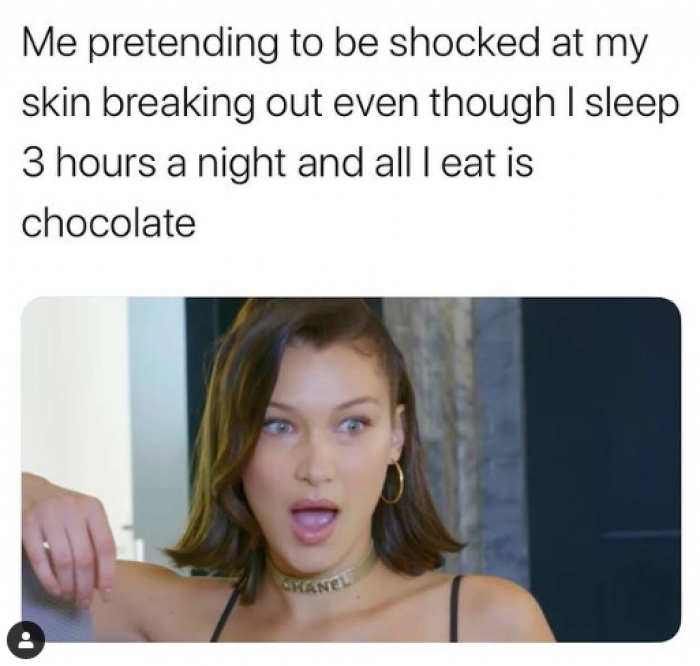 Me pretending to be shocked at my
skin breaking out even though I sleep
3 hours a night and all I eat is
chocolate
CHANEL